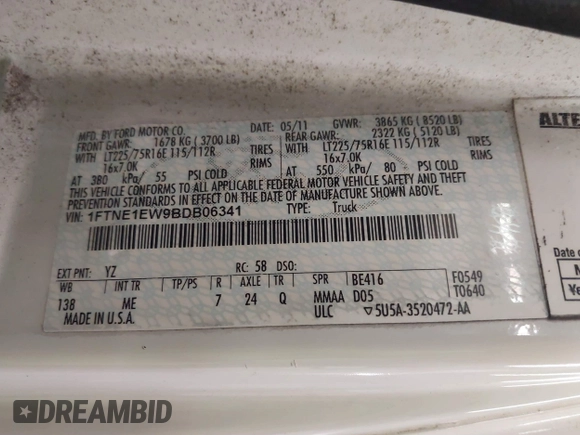 MFD. BY FORD MOTOR CO.
DATE: 05/11
GVWR: 3865 KG ( 8520 LB)
FRONT GAWR: 1678 KG ( 3700 LB)
REAR GAWR: 2322 KG ( 5120 LB)
WITH LT225/75R16E 115/112R TIRES
WITH LT225/75R16E 115/112R TIRES
16x7.0K RIMS
16x7.0K RIMS
AT 380 kPa/ 55 PSI COLD
AT 550 kPa/ 80 PSI COLD
THIS VEHICLE CONFORMS TO ALL APPLICABLE FEDERAL MOTOR VEHICLE SAFETY AND THEFT
PREVENTION STANDARDS IN EFFECT ON THE DATE OF MANUFACTURE SHOWN ABOVE.
VIN: 1FTNE1EW9BDB06341
TYPE: Truck
EXT PNT: YZ RC: 58 DSO:
F0549
T0640
WB INT TR TP/PS R AXLE TR SPR BE416
138 ME 7 24 Q MMAA D05
MADE IN U.S.A. ULC ▽5U5A-3520472-AA
ALTE
DREAMBID